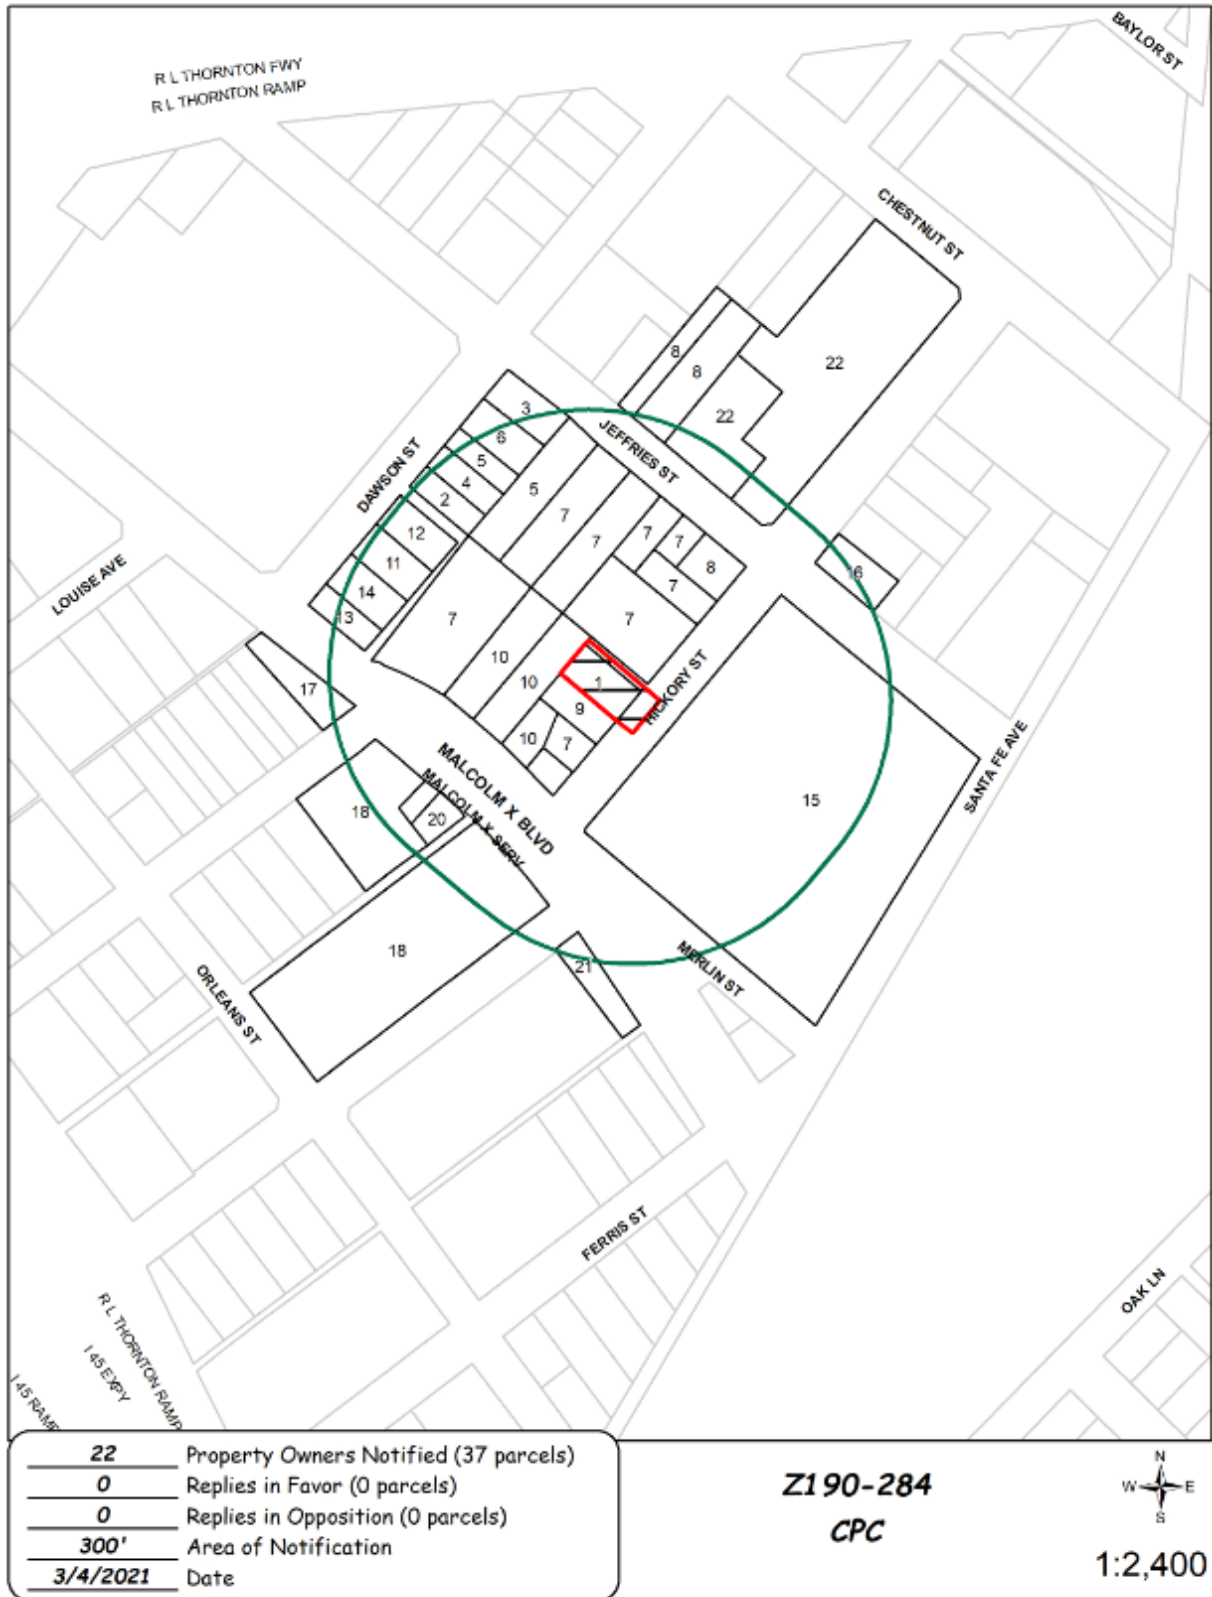 BAYLOR ST
R L THORNTON FWY
R L THORNTON RAMP
CHESTNUT ST
8
8
22
22
3
6
5
4
2
5
JEFFRIES ST
DAWSON ST
7
7
7
7
8
7
12
11
14
13
16
LOUISE AVE
7
7
10
10
1
9
10
7
HICKORY ST
17
MALCOLM X BLVD
MALCOLM X SERV
18
20
15
SANTA FE AVE
18
21
MERLIN ST
ORLEANS ST
FERRIS ST
OAK LN
R L THORNTON RAMP
I 45 EXPY
I 45 RAMP
22 Property Owners Notified (37 parcels)
0 Replies in Favor (0 parcels)
0 Replies in Opposition (0 parcels)
300' Area of Notification
3/4/2021 Date
Z190-284
CPC
N
W E
S
1:2,400